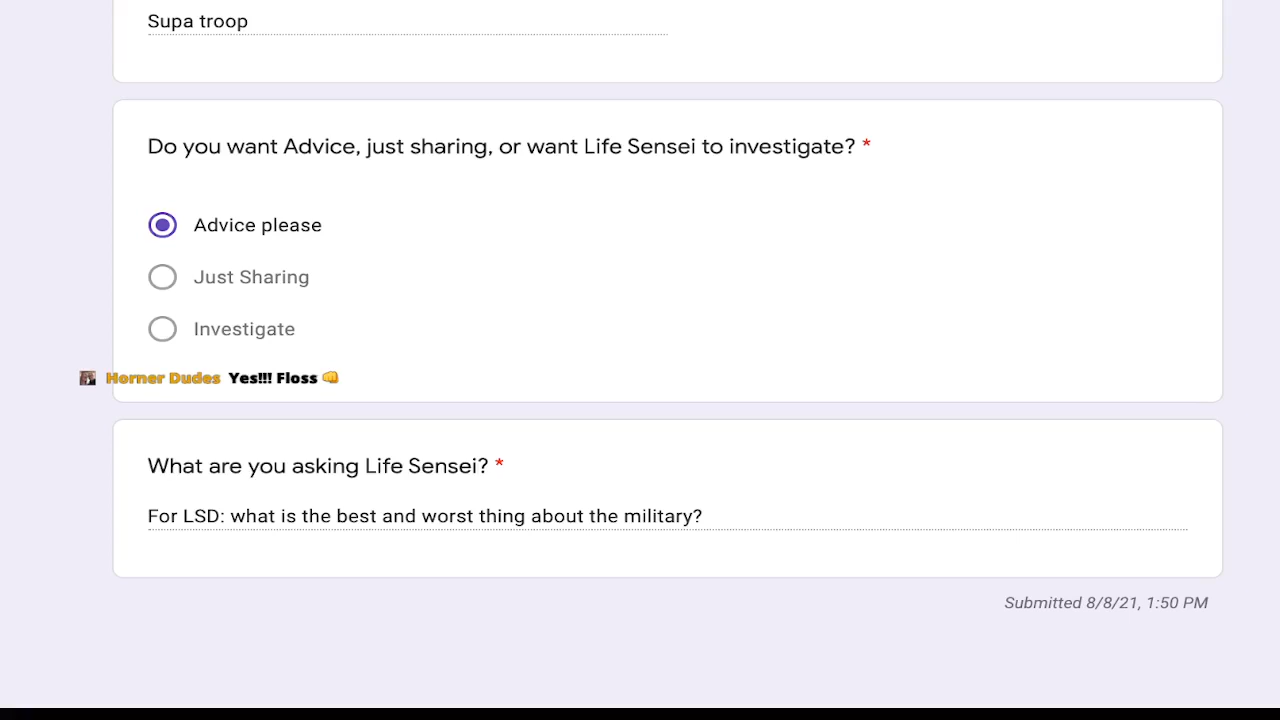 Supa troop
Do you want Advice, just sharing, or want Life Sensei to investigate? *
Advice please
Just Sharing
Investigate
Horner Dudes Yes!!! Floss 👊
What are you asking Life Sensei? *
For LSD: what is the best and worst thing about the military?
Submitted 8/8/21, 1:50 PM